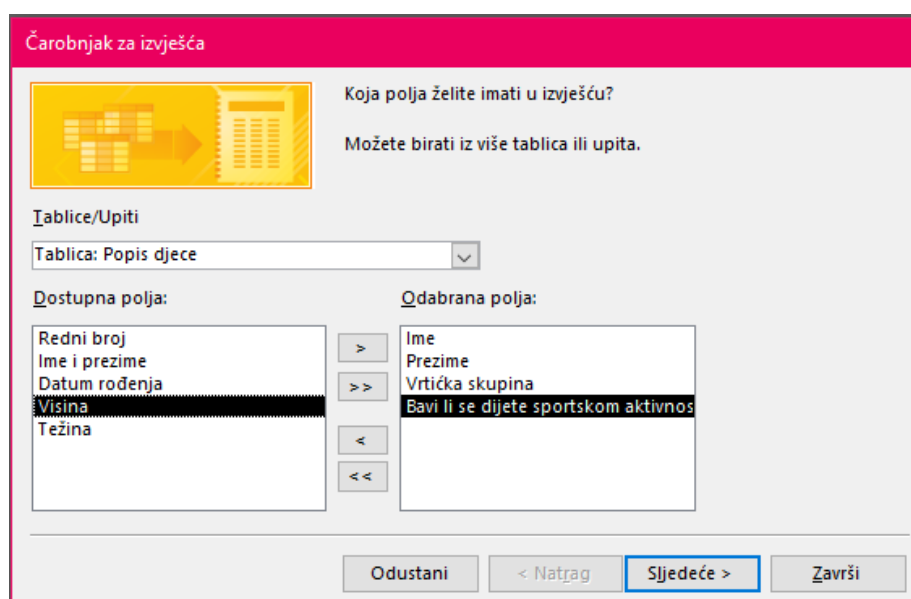 Čarobnjak za izvješća
Koja polja želite imati u izvješću?
Možete birati iz više tablica ili upita.
Tablice/Upiti
Tablica: Popis djece
Dostupna polja:
Odabrana polja:
Redni broj
Ime i prezime
Datum rođenja
Visina
Težina
>
>>
<
<<
Ime
Prezime
Vrtićka skupina
Bavi li se dijete sportskom aktivnos
Odustani
< Natrag
Sljedeće >
Završi